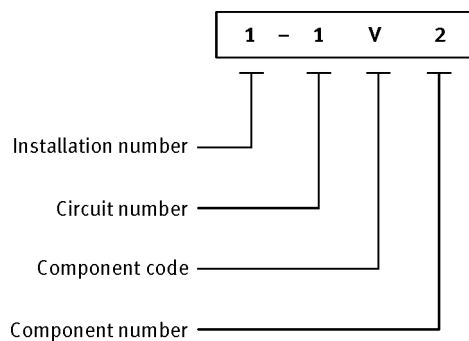 1 – 1 V 2
Installation number
Circuit number
Component code
Component number